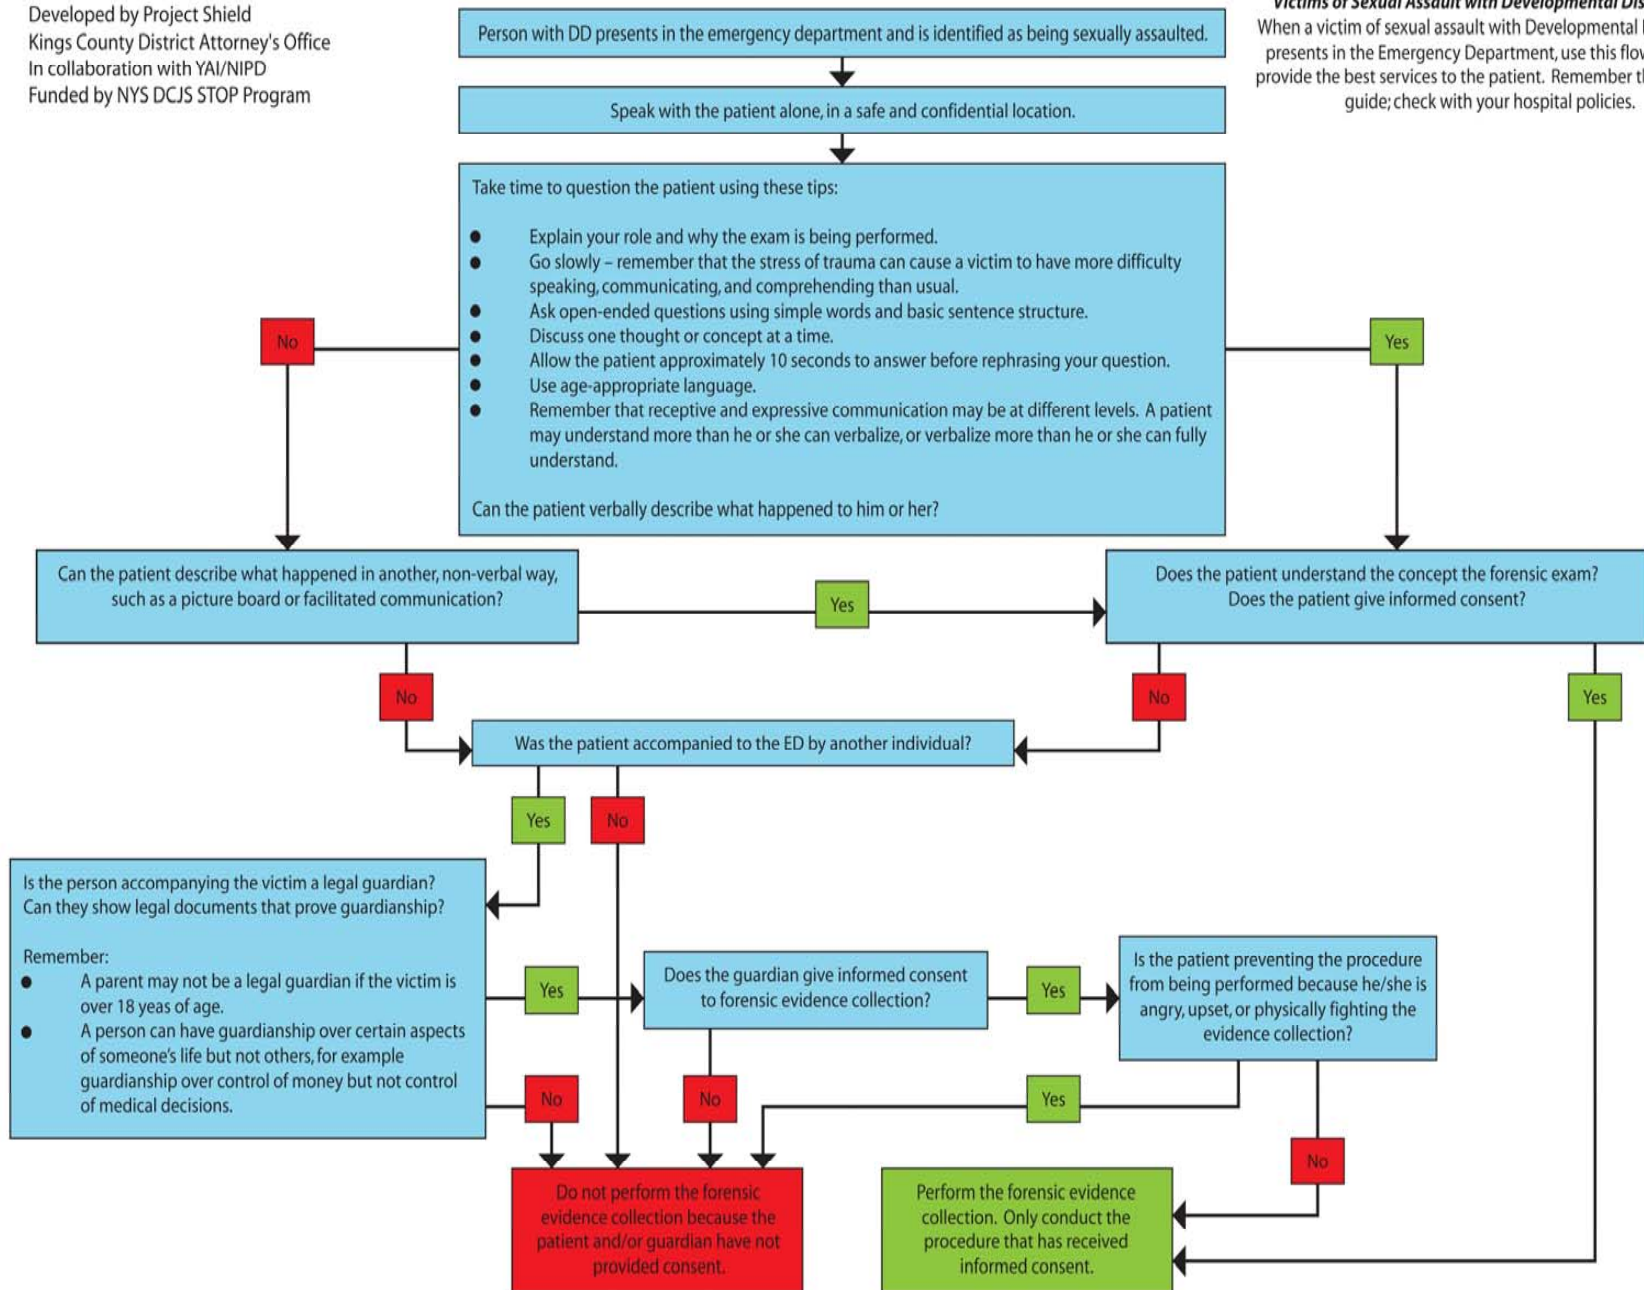 Developed by Project Shield
Kings County District Attorney's Office
In collaboration with YAI/NIPD
Funded by NYS DCJS STOP Program
Victims of Sexual Assault with Developmental
When a victim of sexual assault with Developmental
presents in the Emergency Department, use this
provide the best services to the patient. Remember
guide; check with your hospital policies.
Person with DD presents in the emergency department and is identified as being sexually assaulted.
Speak with the patient alone, in a safe and confidential location.
Take time to question the patient using these tips:
● Explain your role and why the exam is being performed.
● Go slowly – remember that the stress of trauma can cause a victim to have more difficulty
speaking, communicating, and comprehending than usual.
● Ask open-ended questions using simple words and basic sentence structure.
● Discuss one thought or concept at a time.
● Allow the patient approximately 10 seconds to answer before rephrasing your question.
● Use age-appropriate language.
● Remember that receptive and expressive communication may be at different levels. A patient
may understand more than he or she can verbalize, or verbalize more than he or she can fully
understand.
Can the patient verbally describe what happened to him or her?
No
Yes
Can the patient describe what happened in another, non-verbal way,
such as a picture board or facilitated communication?
Yes
Does the patient understand the concept the forensic exam?
Does the patient give informed consent?
No
No
Yes
Was the patient accompanied to the ED by another individual?
Yes
No
Is the person accompanying the victim a legal guardian?
Can they show legal documents that prove guardianship?
Remember:
● A parent may not be a legal guardian if the victim is
over 18 yeas of age.
● A person can have guardianship over certain aspects
of someone's life but not others, for example
guardianship over control of money but not control
of medical decisions.
Yes
No
Does the guardian give informed consent
to forensic evidence collection?
Yes
No
Is the patient preventing the procedure
from being performed because he/she is
angry, upset, or physically fighting the
evidence collection?
Yes
No
Do not perform the forensic
evidence collection because the
patient and/or guardian have not
provided consent.
Perform the forensic evidence
collection. Only conduct the
procedure that has received
informed consent.